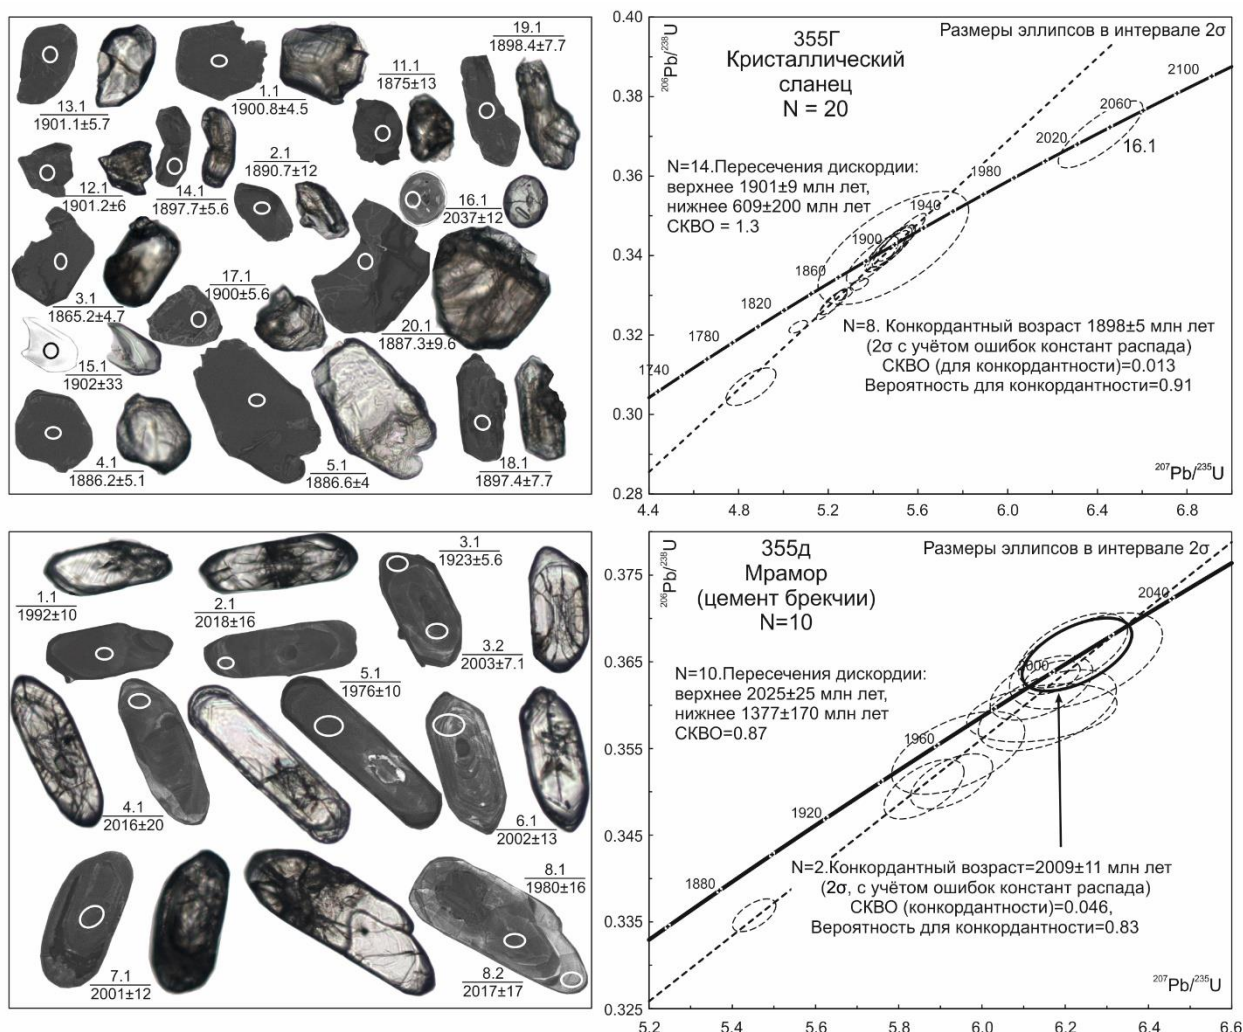 19.1
1898.4±7.7
11.1
1875±13
13.1
1901.1±5.7
1.1
1900.8±4.5
2.1
1890.7±12
12.1
1901.2±6
14.1
1897.7±5.6
16.1
2037±12
17.1
1900±5.6
3.1
1865.2±4.7
20.1
1887.3±9.6
15.1
1902±33
4.1
1886.2±5.1
5.1
1886.6±4
18.1
1897.4±7.7
0.40
0.38
0.36
0.34
0.32
0.30
0.28
²⁰⁶Pb/²³⁸U
355Г
Кристаллический
сланец
N = 20
Размеры эллипсов в интервале 2σ
2100
2060
2020
1980
1940
1900
1860
1820
1780
1740
16.1
N=14.Пересечения дискордии:
верхнее 1901±9 млн лет,
нижнее 609±200 млн лет
СКВО = 1.3
N=8. Конкордантный возраст 1898±5 млн лет
(2σ с учётом ошибок констант распада)
СКВО (для конкордантности)=0.013
Вероятность для конкордантности=0.91
²⁰⁷Pb/²³⁵U
4.4 4.8 5.2 5.6 6.0 6.4 6.8
1.1
1992±10
2.1
2018±16
3.1
1923±5.6
3.2
2003±7.1
5.1
1976±10
4.1
2016±20
6.1
2002±13
8.1
1980±16
7.1
2001±12
8.2
2017±17
0.375
0.365
0.355
0.345
0.335
0.325
²⁰⁶Pb/²³⁸U
355д
Мрамор
(цемент брекчии)
N=10
Размеры эллипсов в интервале 2σ
2040
1960
1920
1880
N=10.Пересечения дискордии:
верхнее 2025±25 млн лет,
нижнее 1377±170 млн лет
СКВО=0.87
N=2.Конкордантный возраст=2009±11 млн лет
(2σ, с учётом ошибок констант распада)
СКВО (конкордантности)=0.046,
Вероятность для конкордантности=0.83
²⁰⁷Pb/²³⁵U
5.2 5.4 5.6 5.8 6.0 6.2 6.4 6.6